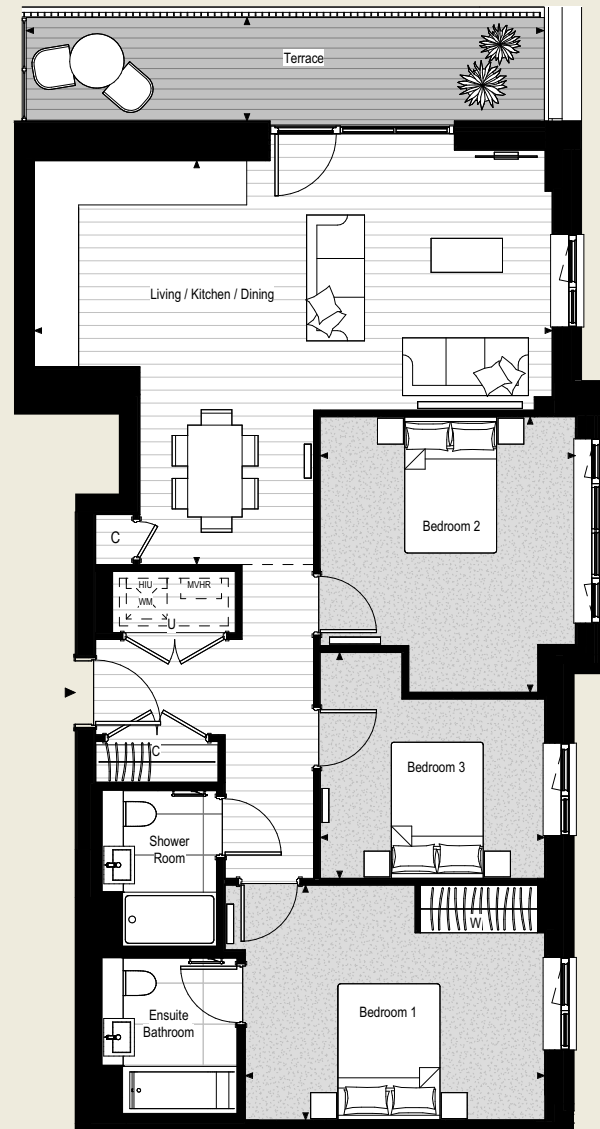 Terrace
Living / Kitchen / Dining
Bedroom 2
C
HIU
MVHR
WM
U
C
Bedroom 3
Shower
Room
W
Bedroom 1
Ensuite
Bathroom